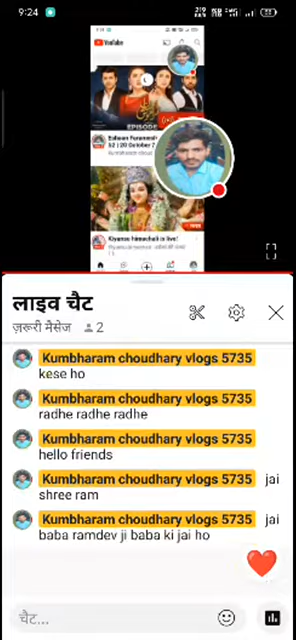 9:24
YouTube
EPISODE
Kiyansu himachali is live!
लाइव चैट
ज़रूरी मैसेज 2
Kumbharam choudhary vlogs 5735
kese ho
Kumbharam choudhary vlogs 5735
radhe radhe radhe
Kumbharam choudhary vlogs 5735
hello friends
Kumbharam choudhary vlogs 5735 jai
shree ram
Kumbharam choudhary vlogs 5735 jai
baba ramdev ji baba ki jai ho
चैट...